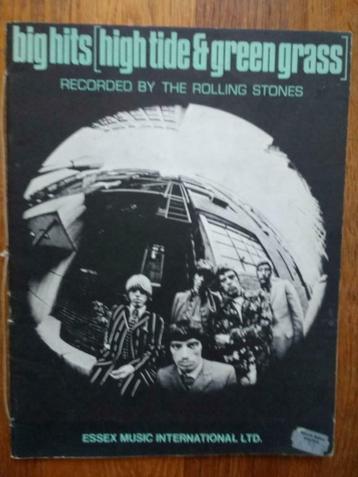 big hits [high tide & green grass]
RECORDED BY THE ROLLING STONES
ESSEX MUSIC INTERNATIONAL LTD.